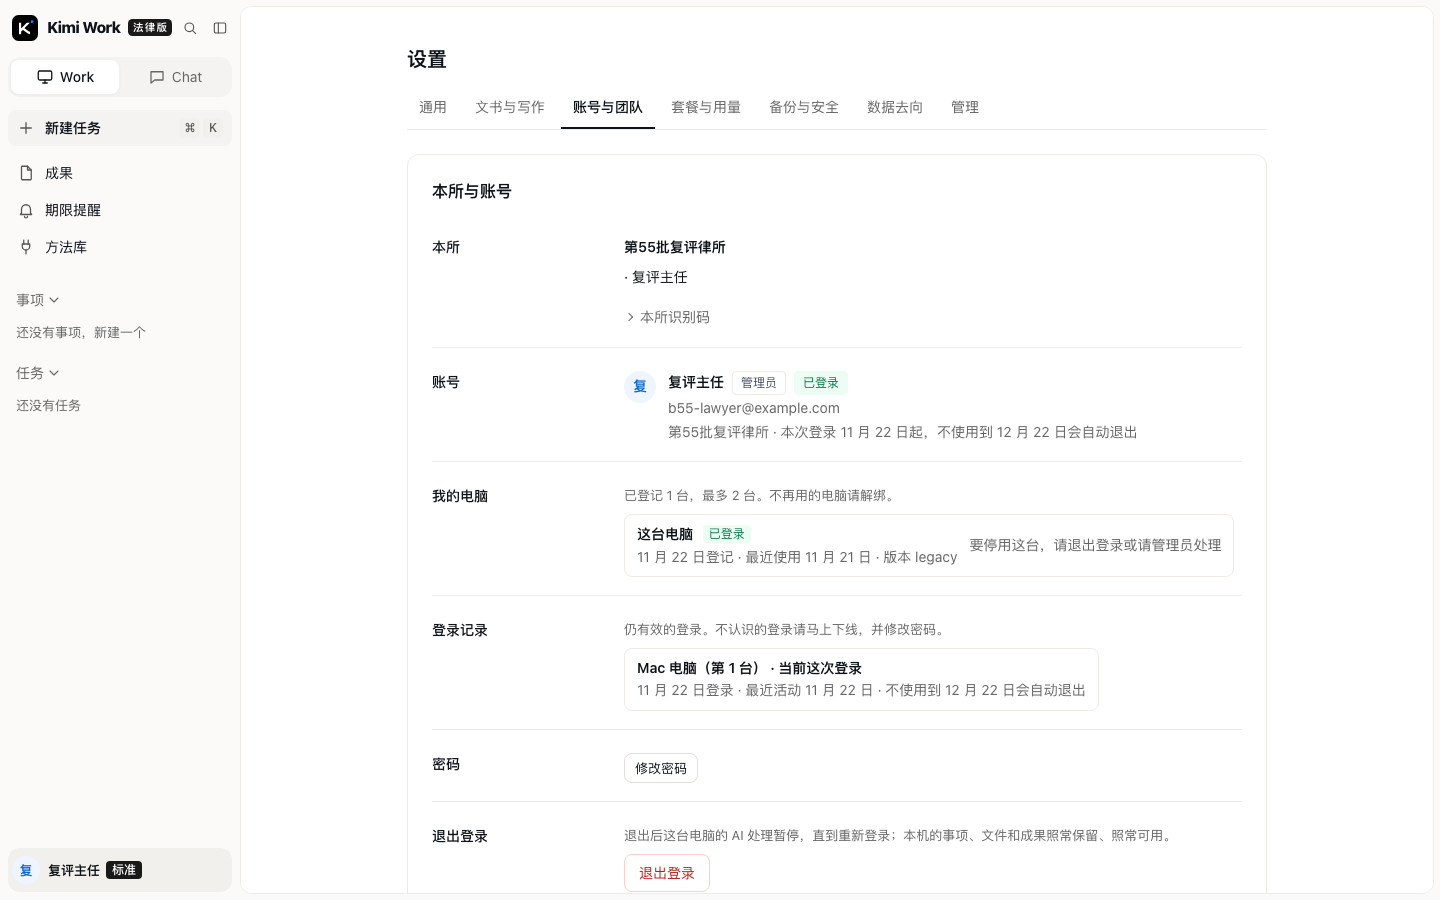 Kimi Work 法律版
Work
Chat
新建任务 ⌘ K
成果
期限提醒
方法库
事项
还没有事项，新建一个
任务
还没有任务
复 复评主任 标准
设置
通用 文书与写作 账号与团队 套餐与用量 备份与安全 数据去向 管理
本所与账号
本所
第55批复评律所
· 复评主任
本所识别码
账号
复 复评主任 管理员 已登录
b55-lawyer@example.com
第55批复评律所 · 本次登录 11 月 22 日起，不使用到 12 月 22 日会自动退出
我的电脑
已登记 1 台，最多 2 台。不再用的电脑请解绑。
这台电脑 已登录
11 月 22 日登记 · 最近使用 11 月 21 日 · 版本 legacy
要停用这台，请退出登录或请管理员处理
登录记录
仍有效的登录。不认识的登录请马上下线，并修改密码。
Mac 电脑（第 1 台） · 当前这次登录
11 月 22 日登录 · 最近活动 11 月 22 日 · 不使用到 12 月 22 日会自动退出
密码
修改密码
退出登录
退出后这台电脑的 AI 处理暂停，直到重新登录；本机的事项、文件和成果照常保留、照常可用。
退出登录